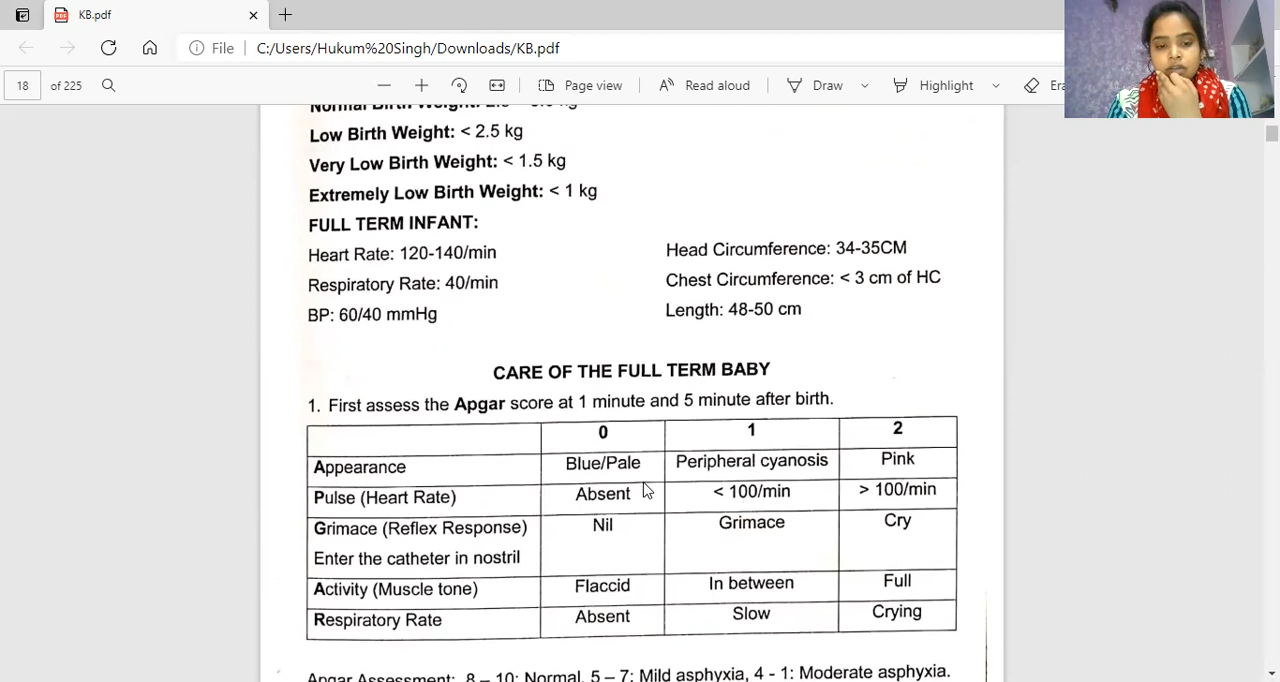 KB.pdf
File C:/Users/Hukum%20Singh/Downloads/KB.pdf
18 of 225 Page view Read aloud Draw Highlight Era
Normal Birth Weight:
Low Birth Weight: < 2.5 kg
Very Low Birth Weight: < 1.5 kg
Extremely Low Birth Weight: < 1 kg
FULL TERM INFANT:
Heart Rate: 120-140/min Head Circumference: 34-35CM
Respiratory Rate: 40/min Chest Circumference: < 3 cm of HC
BP: 60/40 mmHg Length: 48-50 cm
CARE OF THE FULL TERM BABY
1. First assess the Apgar score at 1 minute and 5 minute after birth.
0 1 2
Appearance Blue/Pale Peripheral cyanosis Pink
Pulse (Heart Rate) Absent < 100/min > 100/min
Grimace (Reflex Response) Nil Grimace Cry
Enter the catheter in nostril
Activity (Muscle tone) Flaccid In between Full
Respiratory Rate Absent Slow Crying
Apgar Assessment: 8 – 10: Normal, 5 – 7: Mild asphyxia, 4 - 1: Moderate asphyxia.